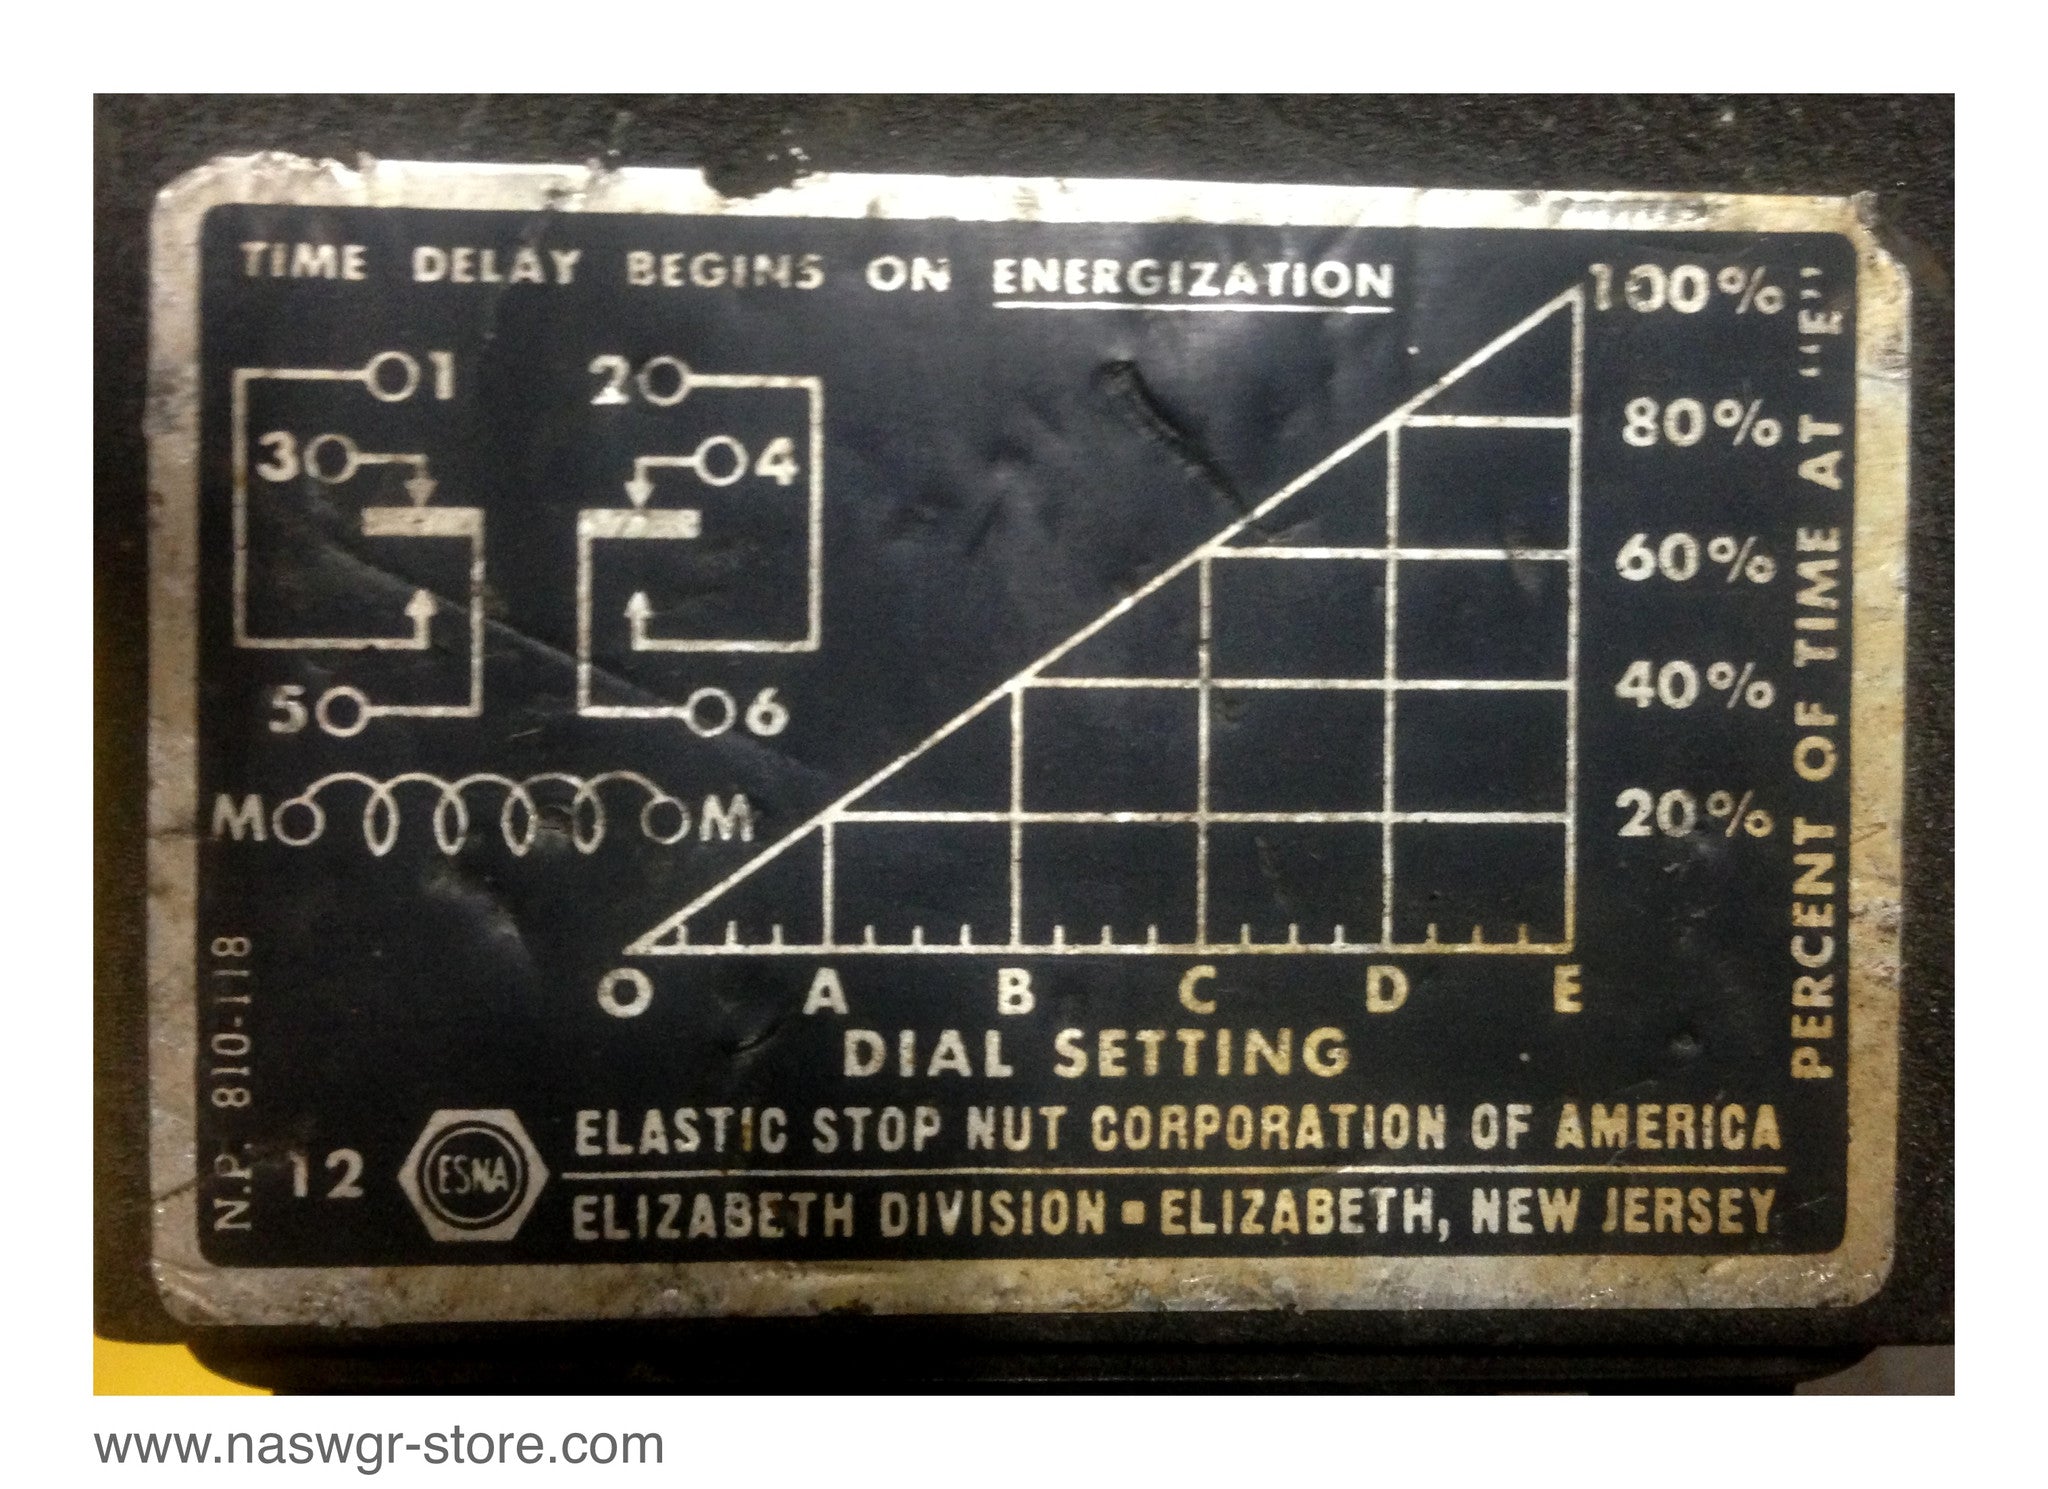 TIME DELAY BEGINS ON ENERGIZATION
1 2
3 4
5 6
M M
100%
80%
60%
40%
20%
PERCENT OF TIME AT "E"
O A B C D E
DIAL SETTING
N.P. 810-118
12
ESNA
ELASTIC STOP NUT CORPORATION OF AMERICA
ELIZABETH DIVISION ▪ ELIZABETH, NEW JERSEY
www.naswgr-store.com